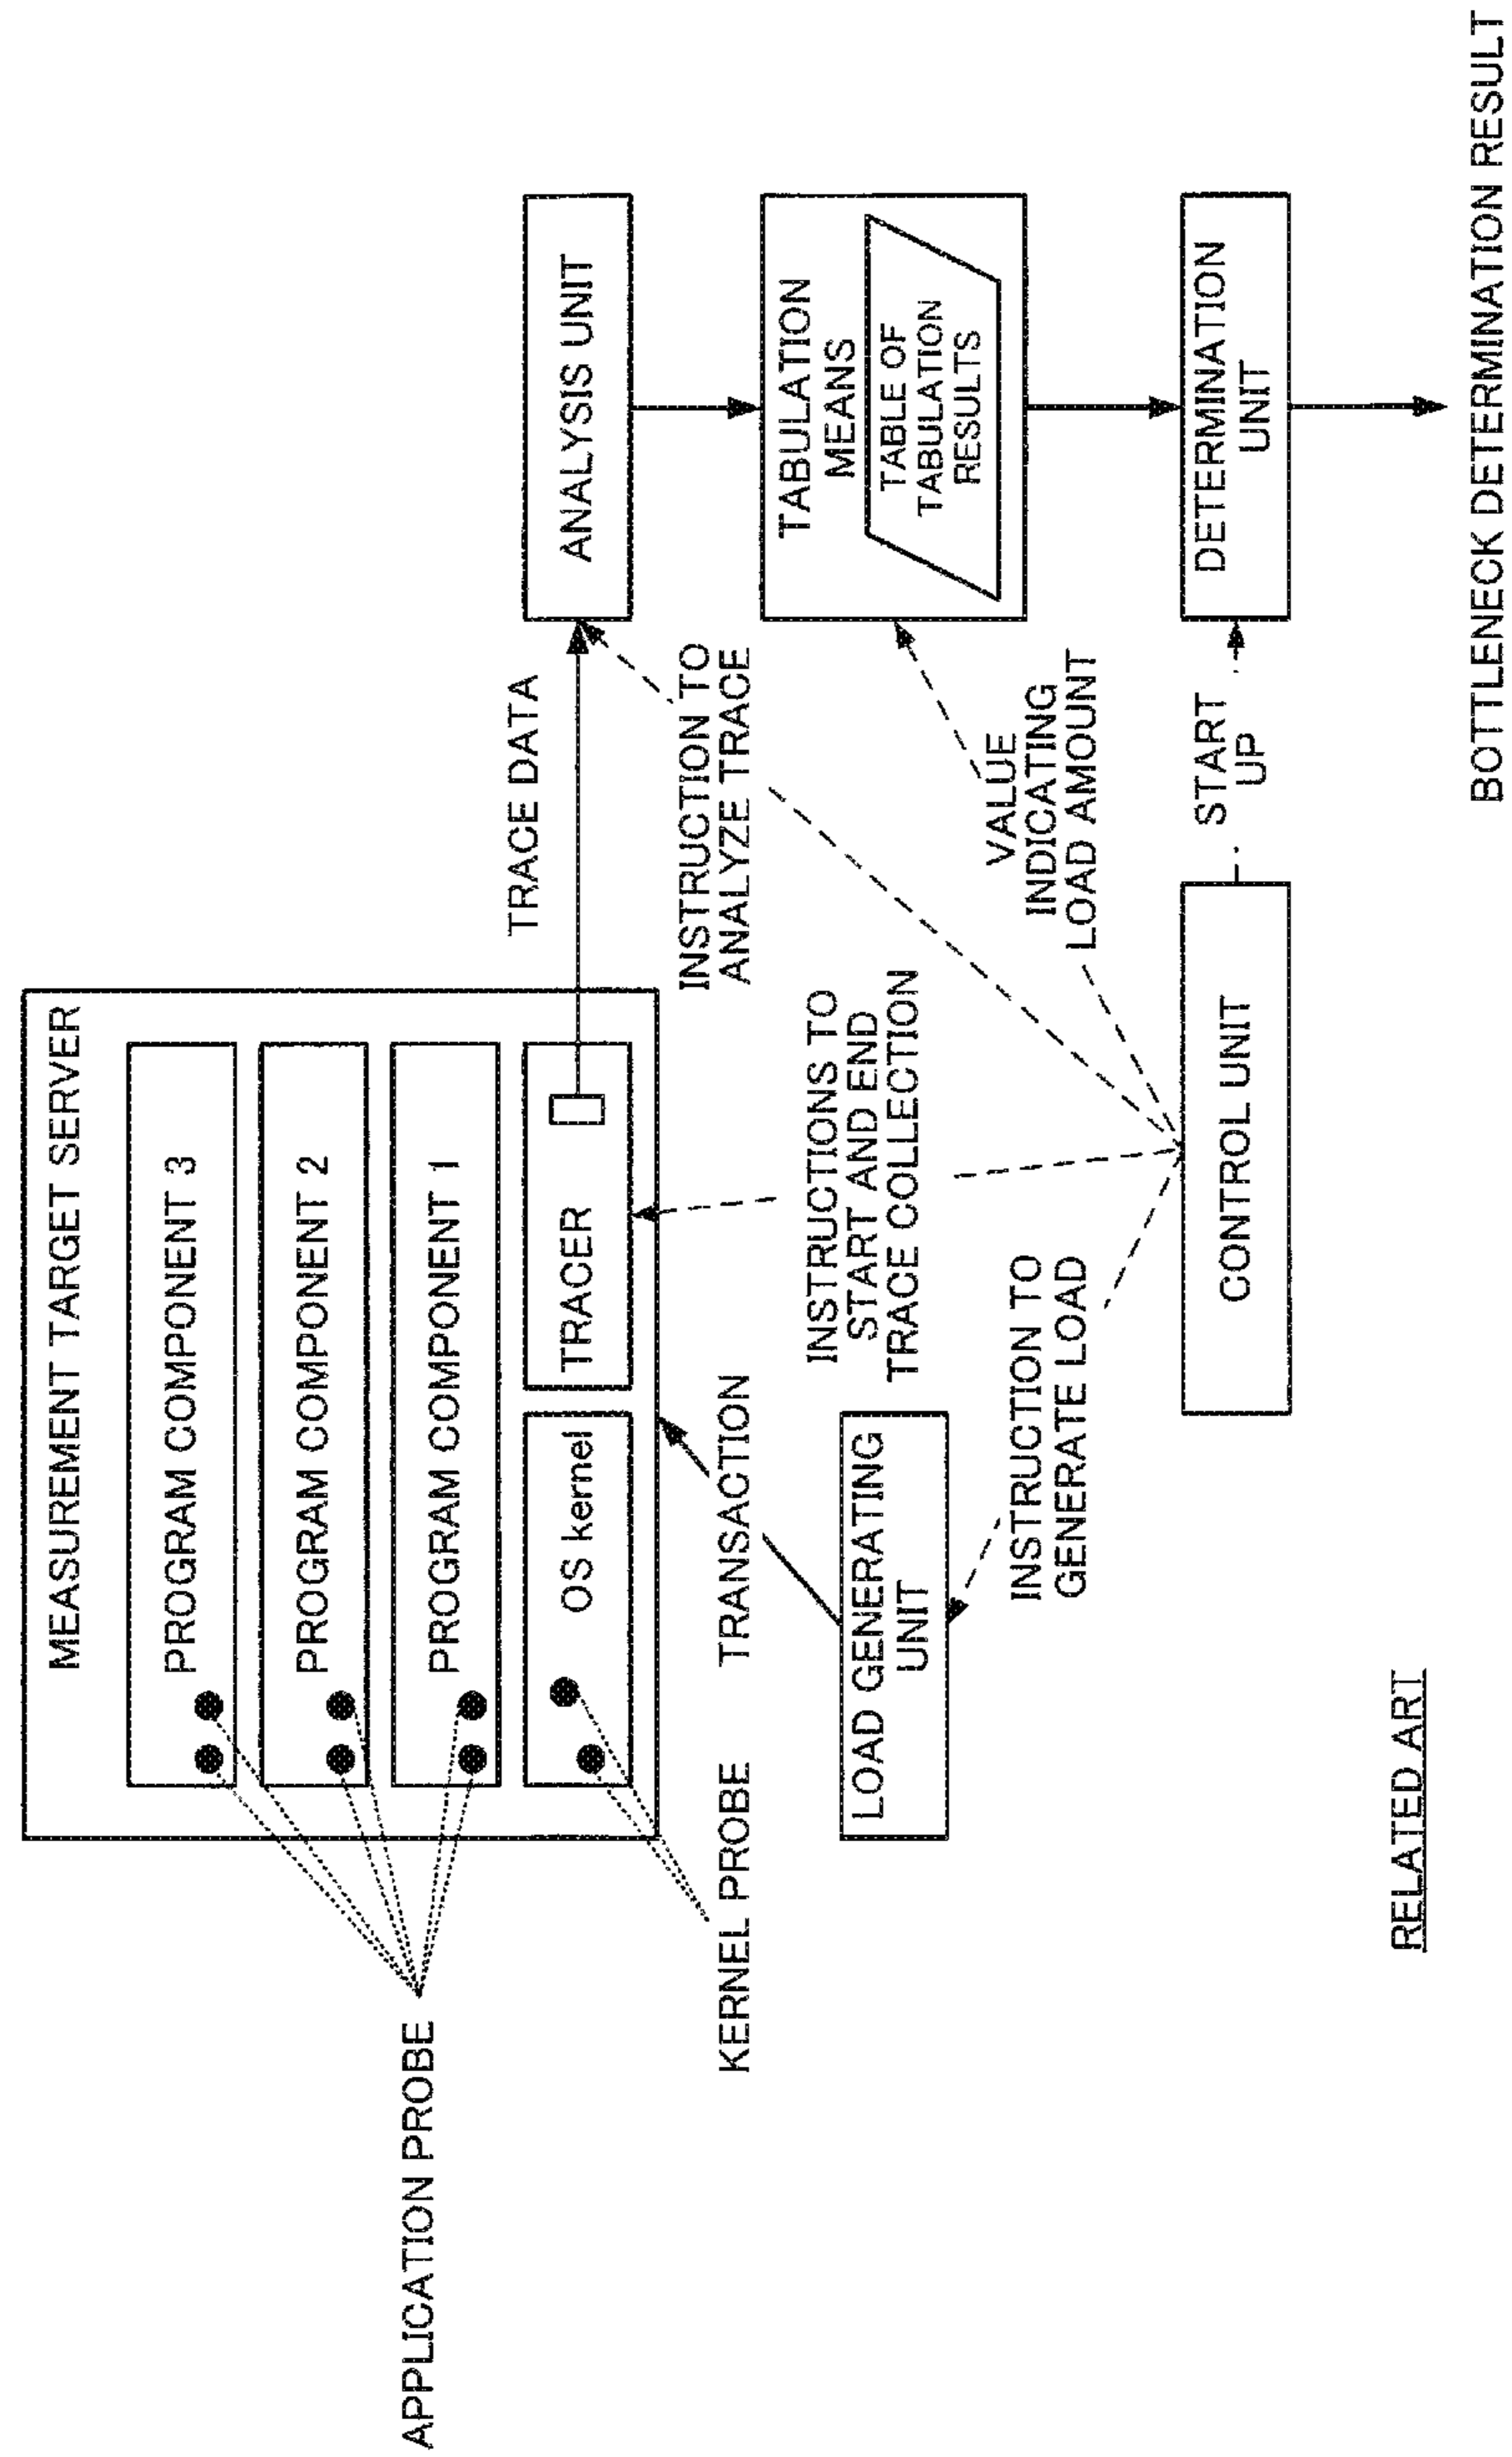 MEASUREMENT TARGET SERVER
PROGRAM COMPONENT 3
PROGRAM COMPONENT 2
PROGRAM COMPONENT 1
OS kernel
TRACER
APPLICATION PROBE
KERNEL PROBE
TRANSACTION
TRACE DATA
ANALYSIS UNIT
INSTRUCTION TO
ANALYZE TRACE
TABULATION
MEANS
TABLE OF
TABULATION
RESULTS
LOAD GENERATING
UNIT
INSTRUCTIONS TO
START AND END
TRACE COLLECTION
VALUE
INDICATING
LOAD AMOUNT
INSTRUCTION TO
GENERATE LOAD
CONTROL UNIT
START
UP
DETERMINATION
UNIT
RELATED ART
BOTTLENECK DETERMINATION RESULT